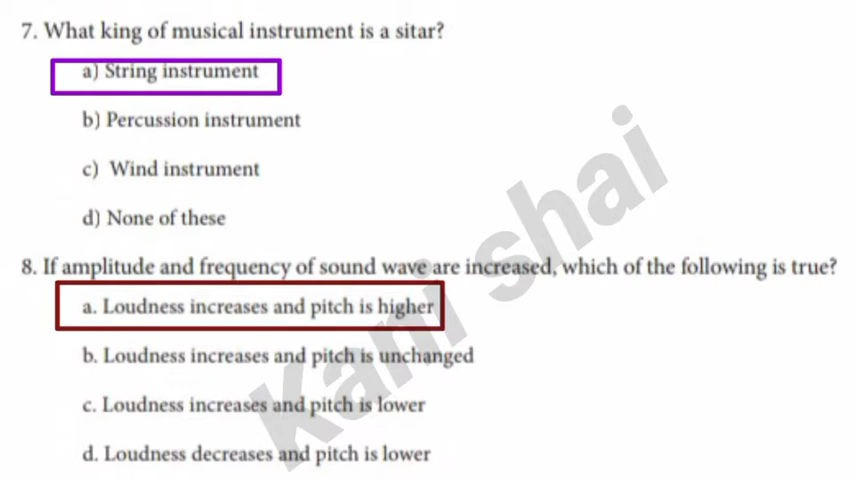 7. What king of musical instrument is a sitar?
a) String instrument
b) Percussion instrument
c) Wind instrument
d) None of these
8. If amplitude and frequency of sound wave are increased, which of the following is true?
a. Loudness increases and pitch is higher
b. Loudness increases and pitch is unchanged
c. Loudness increases and pitch is lower
d. Loudness decreases and pitch is lower
Kani shai